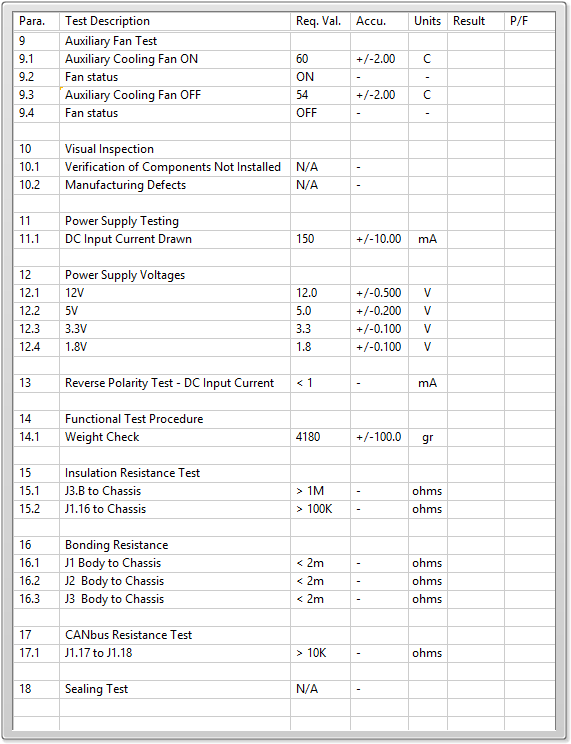 Para. Test Description Req. Val. Accu. Units Result P/F
9 Auxiliary Fan Test
9.1 Auxiliary Cooling Fan ON 60 +/-2.00 C
9.2 Fan status ON - -
9.3 Auxiliary Cooling Fan OFF 54 +/-2.00 C
9.4 Fan status OFF - -
10 Visual Inspection
10.1 Verification of Components Not Installed N/A -
10.2 Manufacturing Defects N/A -
11 Power Supply Testing
11.1 DC Input Current Drawn 150 +/-10.00 mA
12 Power Supply Voltages
12.1 12V 12.0 +/-0.500 V
12.2 5V 5.0 +/-0.200 V
12.3 3.3V 3.3 +/-0.100 V
12.4 1.8V 1.8 +/-0.100 V
13 Reverse Polarity Test - DC Input Current < 1 - mA
14 Functional Test Procedure
14.1 Weight Check 4180 +/-100.0 gr
15 Insulation Resistance Test
15.1 J3.B to Chassis > 1M - ohms
15.2 J1.16 to Chassis > 100K - ohms
16 Bonding Resistance
16.1 J1 Body to Chassis < 2m - ohms
16.2 J2 Body to Chassis < 2m - ohms
16.3 J3 Body to Chassis < 2m - ohms
17 CANbus Resistance Test
17.1 J1.17 to J1.18 > 10K - ohms
18 Sealing Test N/A -